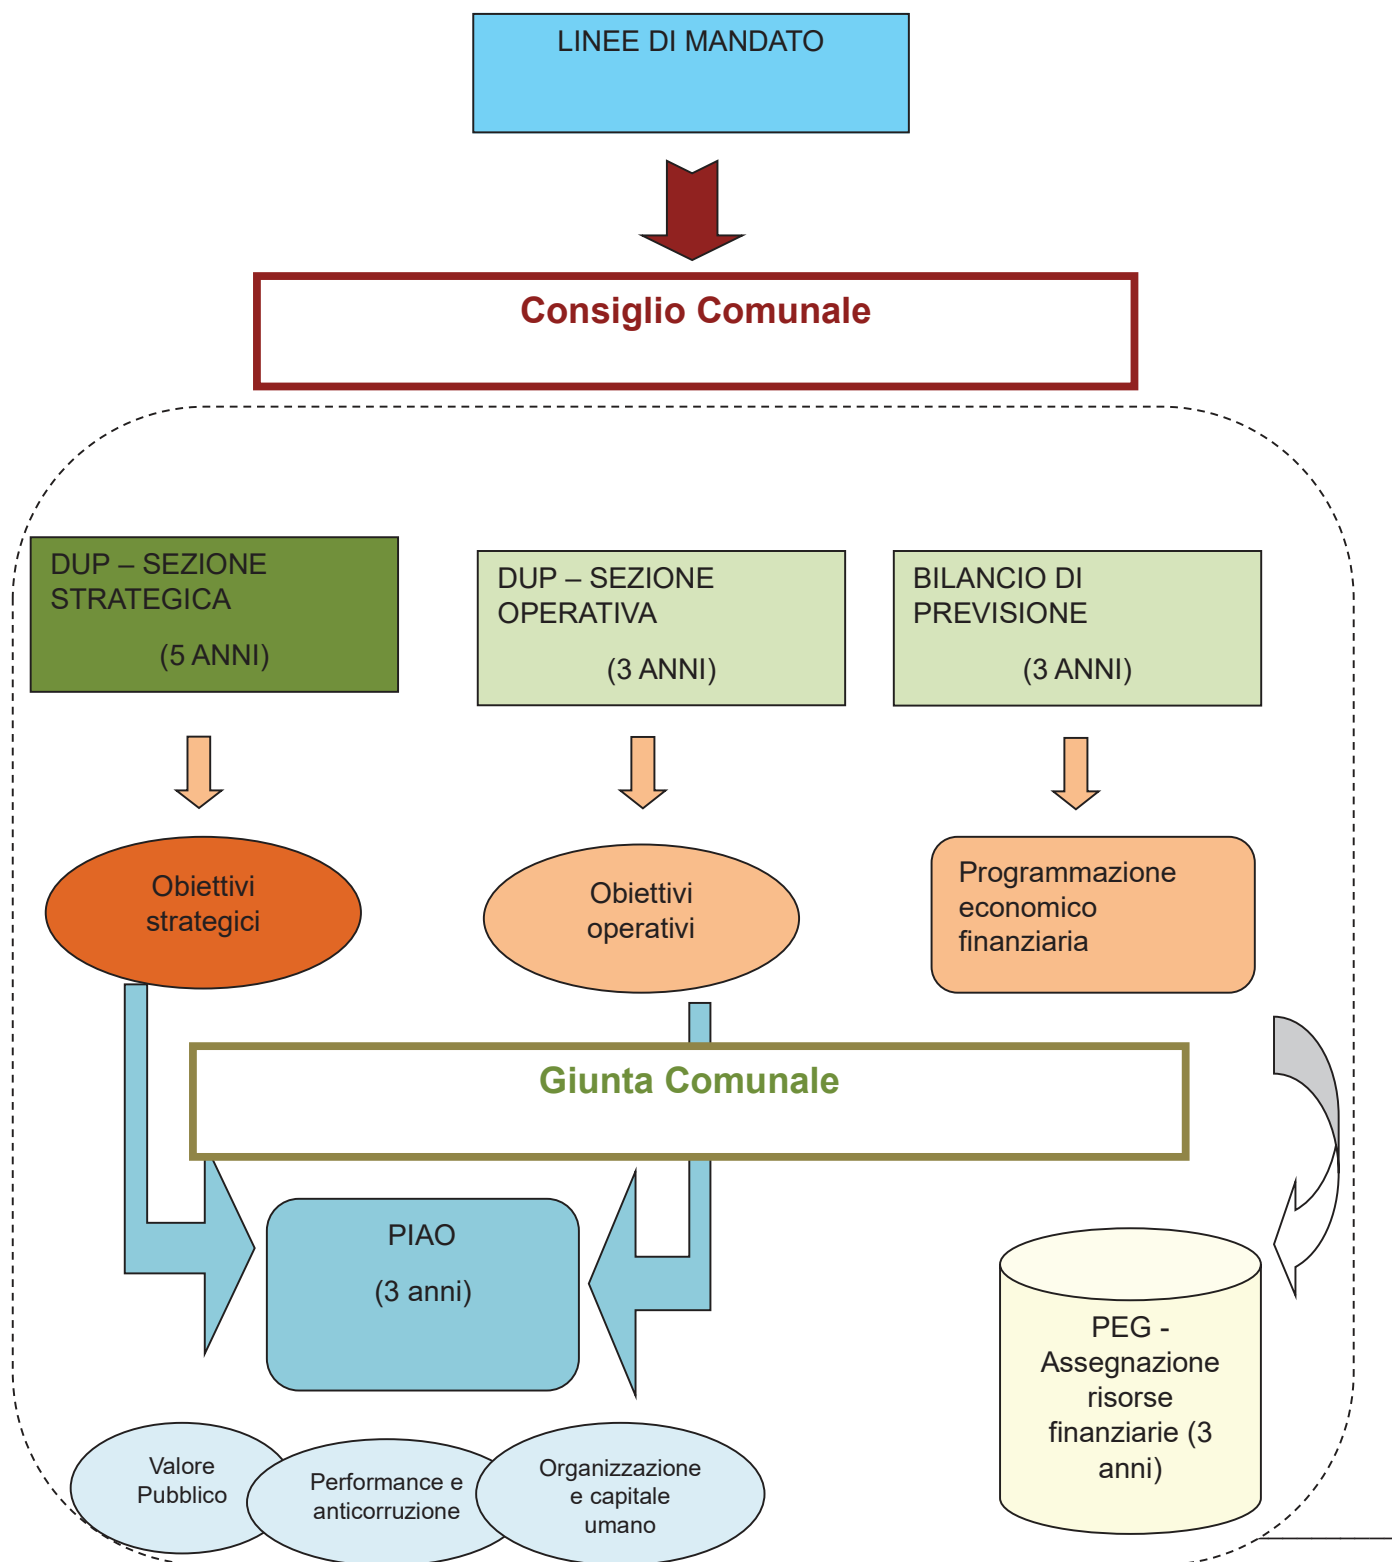 LINEE DI MANDATO
Consiglio Comunale
DUP – SEZIONE
STRATEGICA
(5 ANNI)
DUP – SEZIONE
OPERATIVA
(3 ANNI)
BILANCIO DI
PREVISIONE
(3 ANNI)
Obiettivi
strategici
Obiettivi
operativi
Programmazione
economico
finanziaria
Giunta Comunale
PIAO
(3 anni)
PEG -
Assegnazione
risorse
finanziarie (3
anni)
Valore
Pubblico
Performance e
anticorruzione
Organizzazione
e capitale
umano